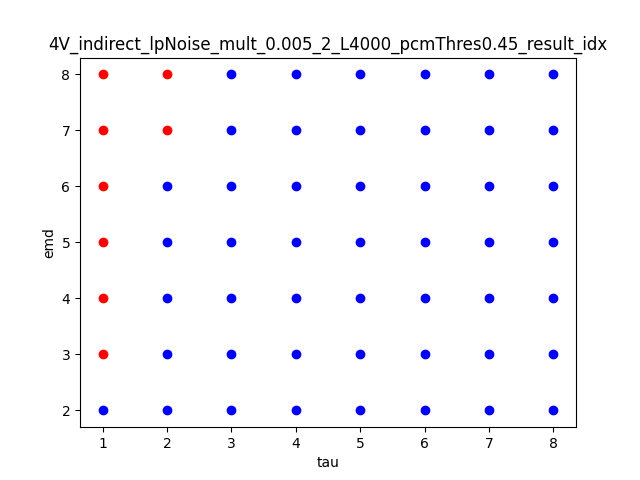 4V_indirect_lpNoise_mult_0.005_2_L4000_pcmThres0.45_result_idx
8
7
6
5
4
3
2
emd
1 2 3 4 5 6 7 8
tau